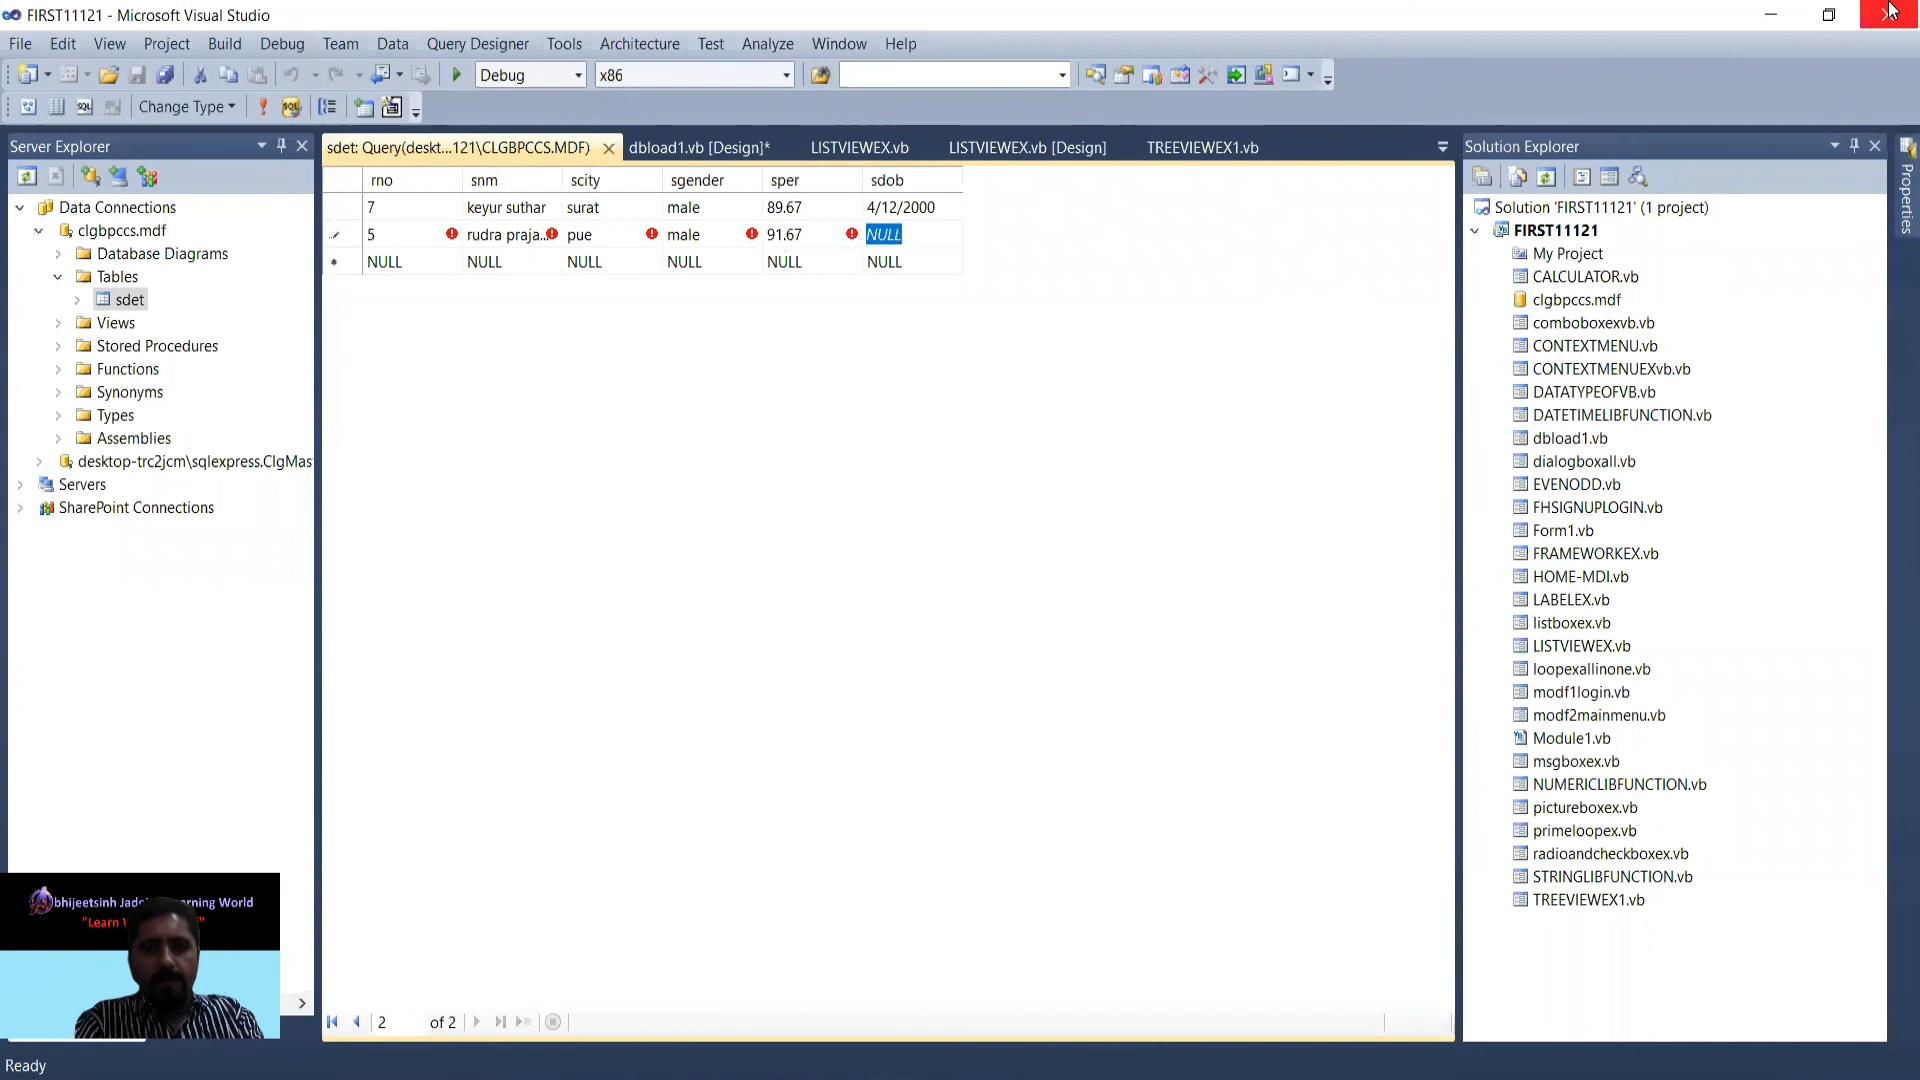 FIRST11121 - Microsoft Visual Studio
File Edit View Project Build Debug Team Data Query Designer Tools Architecture Test Analyze Window Help
Debug x86
SQL Change Type SQL
Server Explorer
Data Connections
clgbpccs.mdf
Database Diagrams
Tables
sdet
Views
Stored Procedures
Functions
Synonyms
Types
Assemblies
desktop-trc2jcm\sqlexpress.ClgMas
Servers
SharePoint Connections
sdet: Query(deskt...121\CLGBPCCS.MDF) dbload1.vb [Design]* LISTVIEWEX.vb LISTVIEWEX.vb [Design] TREEVIEWEX1.vb
rno snm scity sgender sper sdob
7 keyur suthar surat male 89.67 4/12/2000
5 rudra praja... pue male 91.67 NULL
NULL NULL NULL NULL NULL NULL
2 of 2
Solution Explorer
Solution 'FIRST11121' (1 project)
FIRST11121
My Project
CALCULATOR.vb
clgbpccs.mdf
comboboxexvb.vb
CONTEXTMENU.vb
CONTEXTMENUEXvb.vb
DATATYPEOFVB.vb
DATETIMELIBFUNCTION.vb
dbload1.vb
dialogboxall.vb
EVENODD.vb
FHSIGNUPLOGIN.vb
Form1.vb
FRAMEWORKEX.vb
HOME-MDI.vb
LABELEX.vb
listboxex.vb
LISTVIEWEX.vb
loopexallinone.vb
modf1login.vb
modf2mainmenu.vb
Module1.vb
msgboxex.vb
NUMERICLIBFUNCTION.vb
pictureboxex.vb
primeloopex.vb
radioandcheckboxex.vb
STRINGLIBFUNCTION.vb
TREEVIEWEX1.vb
Properties
World
"Learn
Ready